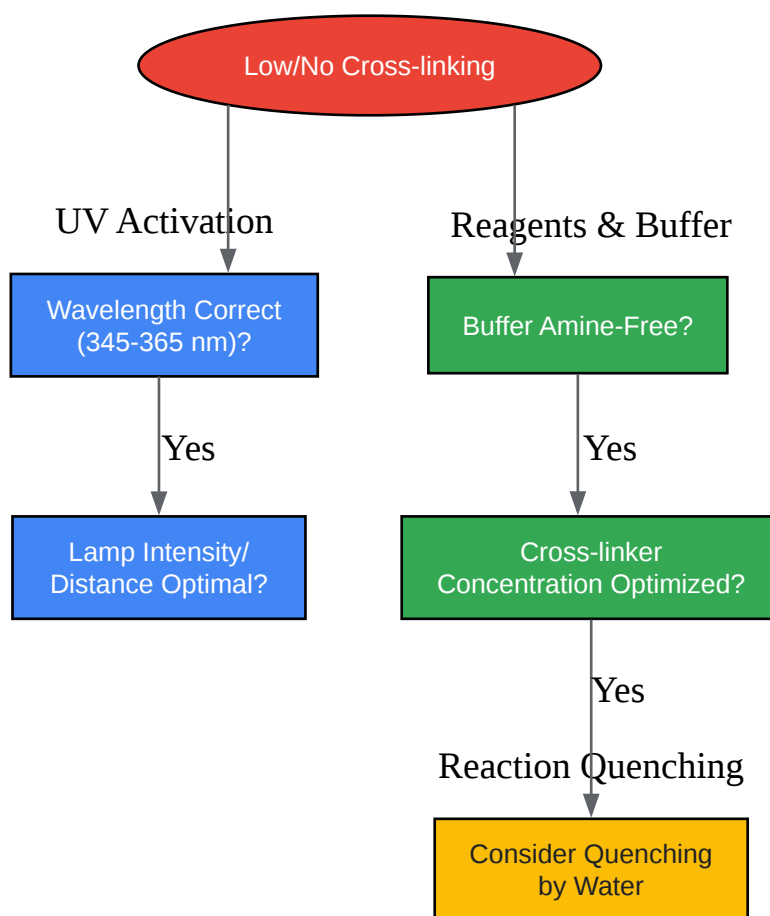 Low/No Cross-linking
UV Activation
Reagents & Buffer
Wavelength Correct
(345-365 nm)?
Buffer Amine-Free?
Yes
Yes
Lamp Intensity/
Distance Optimal?
Cross-linker
Concentration Optimized?
Yes
Reaction Quenching
Consider Quenching
by Water